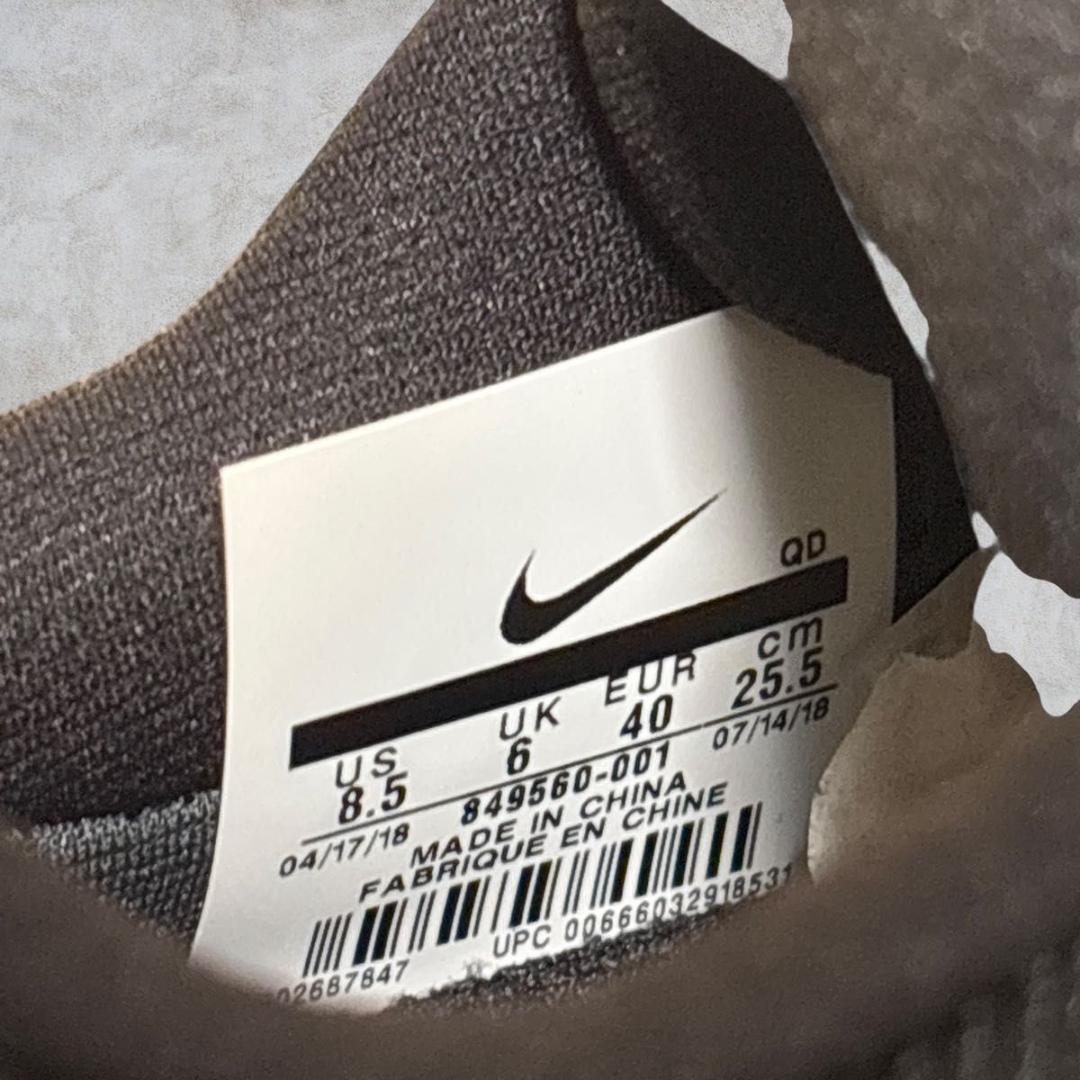 QD
US UK EUR cm
8.5 6 40 25.5
04/17/18 849560-001 07/14/18
MADE IN CHINA
FABRIQUE EN CHINE
UPC 00666032918531
02687847